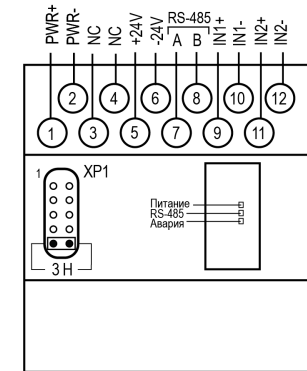 PWR+
PWR-
NC
NC
+24V
-24V
RS-485
A
B
IN1+
IN1-
IN2+
IN2-
2
4
6
8
10
12
1
3
5
7
9
11
1
XP1
Питание
RS-485
Авария
3 Н